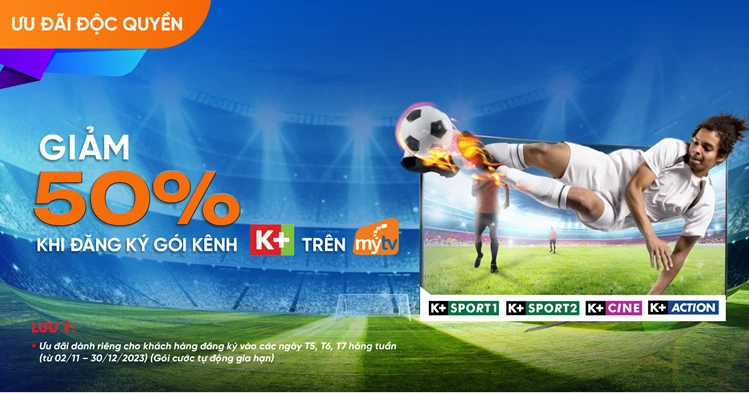 ƯU ĐÃI ĐỘC QUYỀN
GIẢM
50%
KHI ĐĂNG KÝ GÓI KÊNH K+ TRÊN mytv
K+ SPORT1 K+ SPORT2 K+ CINE K+ ACTION
LƯU Ý:
• Ưu đãi dành riêng cho khách hàng đăng ký vào các ngày T5, T6, T7 hàng tuần
(từ 02/11 – 30/12/2023) (Gói cước tự động gia hạn)